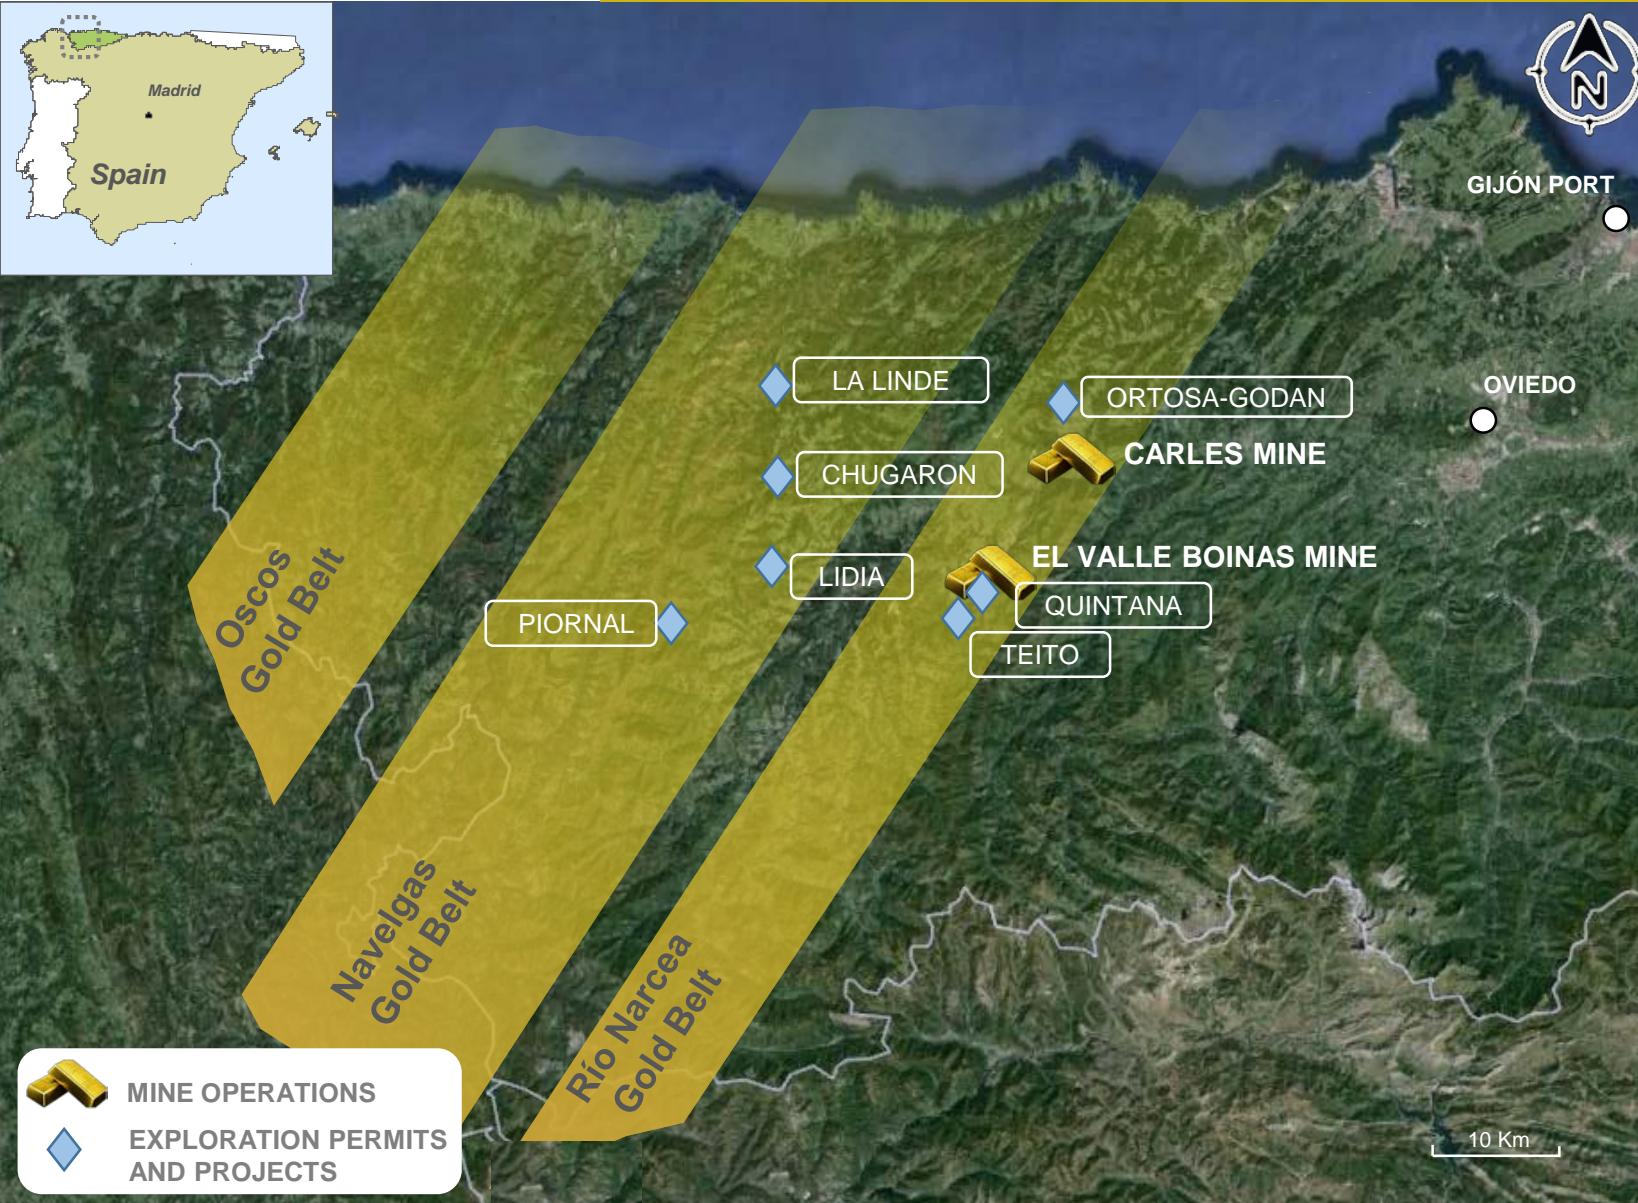 Madrid
Spain
N
GIJÓN PORT
OVIEDO
LA LINDE
ORTOSA-GODAN
CARLES MINE
CHUGARON
EL VALLE BOINAS MINE
LIDIA
QUINTANA
PIORNAL
TEITO
Oscos
Gold Belt
Navelgas
Gold Belt
Río Narcea
Gold Belt
MINE OPERATIONS
EXPLORATION PERMITS
AND PROJECTS
10 Km